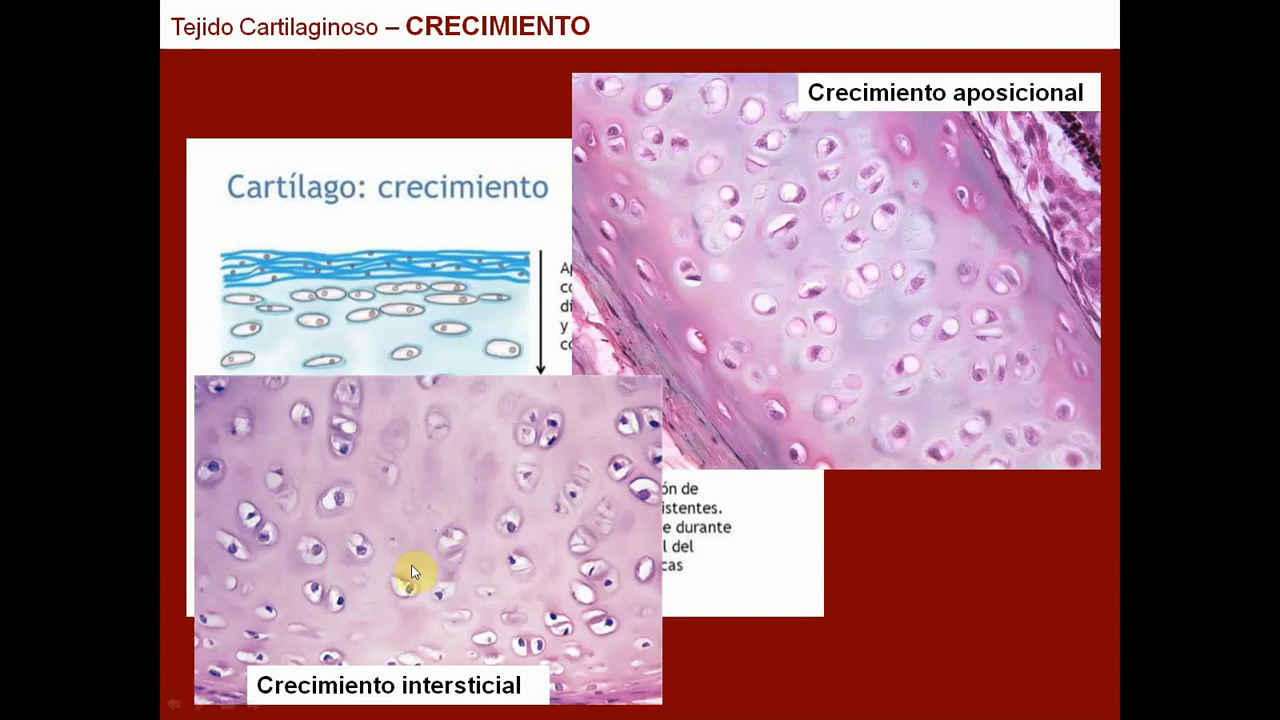 Tejido Cartilaginoso – CRECIMIENTO
Crecimiento aposicional
Cartílago: crecimiento
y
ón de
istentes.
e durante
l del
cas
Crecimiento intersticial